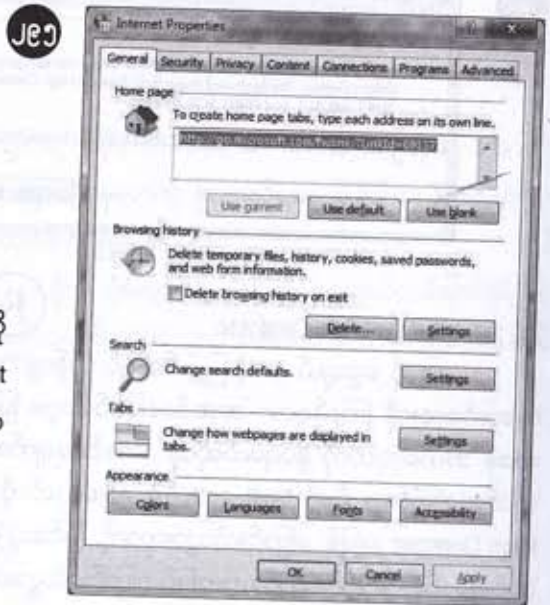 Internet Properties
General Security Privacy Content Connections Programs Advanced
Home page
To create home page tabs, type each address on its own line.
Use current Use default Use blank
Browsing history
Delete temporary files, history, cookies, saved passwords,
and web form information.
Delete browsing history on exit
Delete... Settings
Search
Change search defaults.
Settings
Tabs
Change how webpages are displayed in
tabs.
Settings
Appearance
Colors Languages Fonts Accessibility
OK Cancel Apply